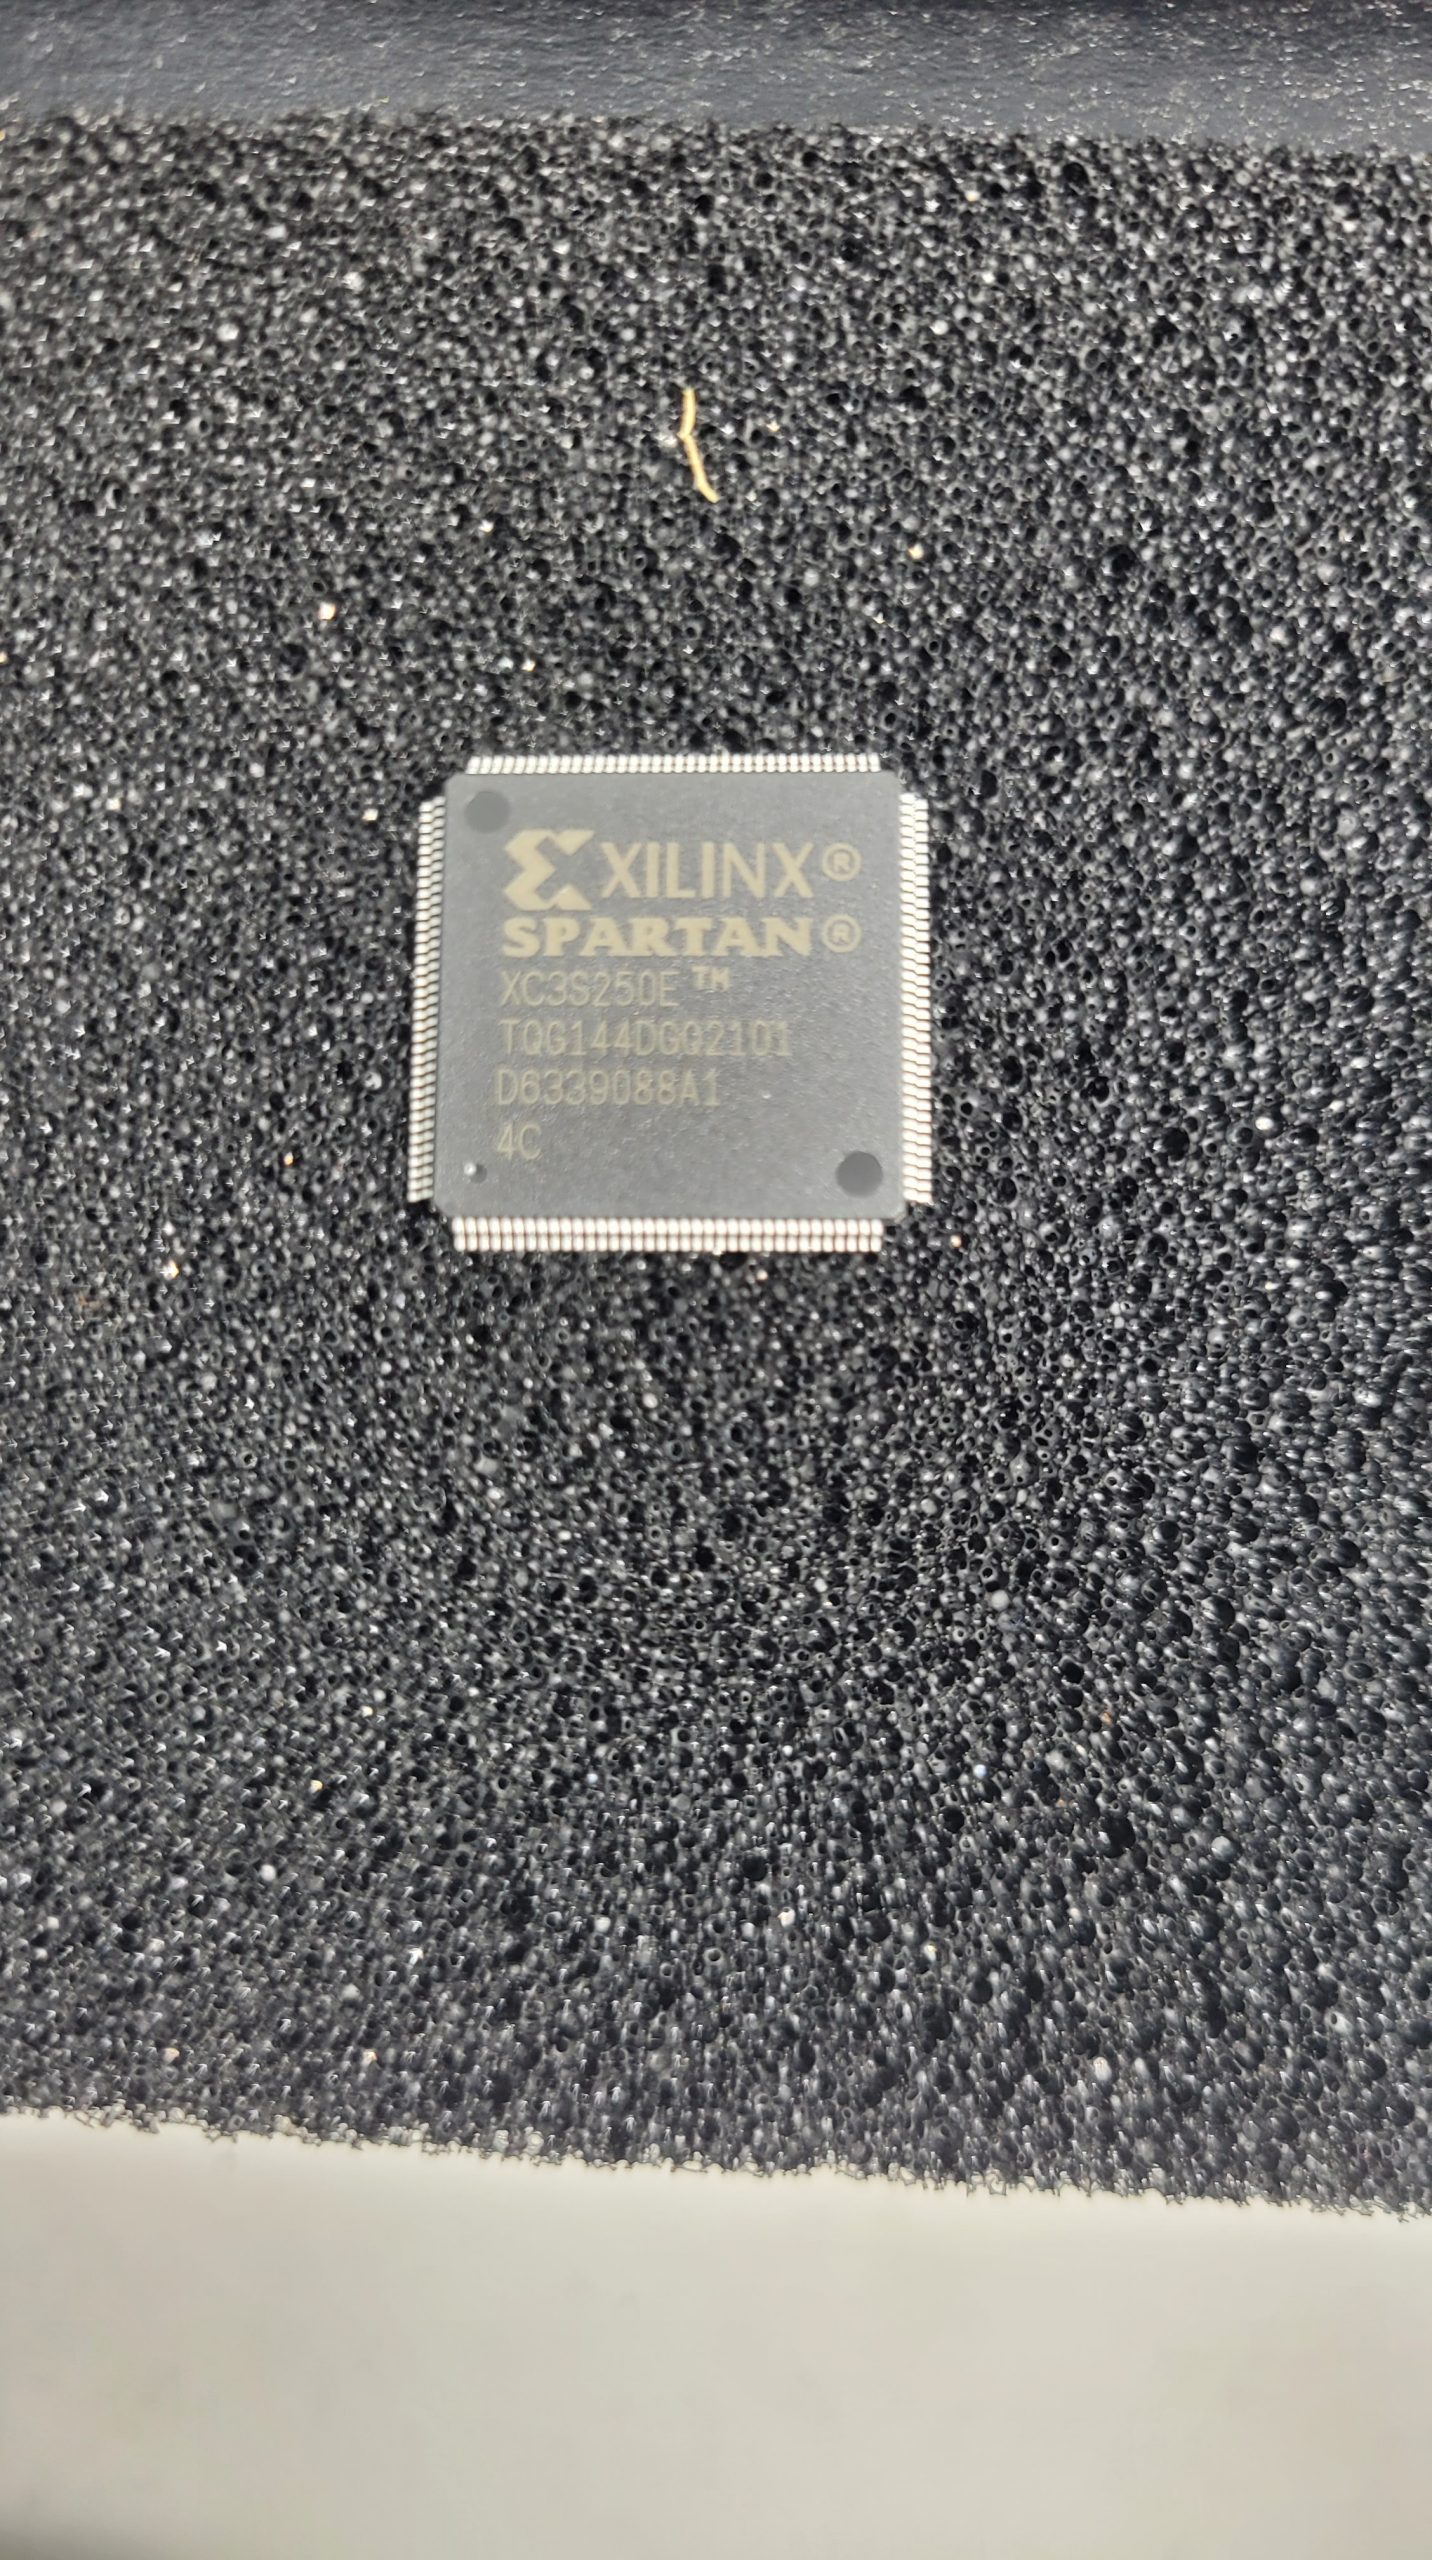 XILINX®
SPARTAN®
XC3S250E™
TQG144DGQ2101
D6339088A1
4C